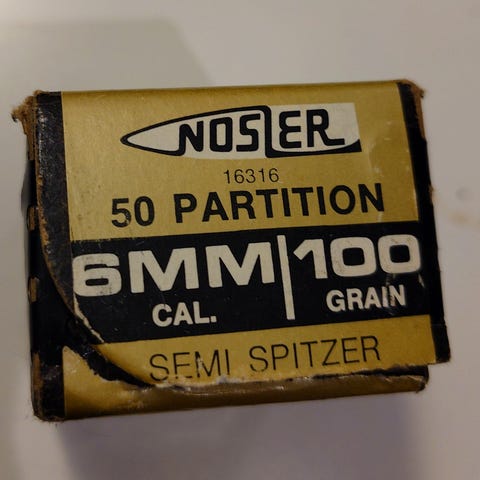 NOSLER
16316
50 PARTITION
6MM/100
CAL. GRAIN
SEMI SPITZER